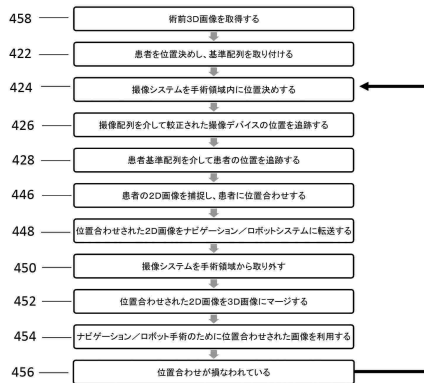 458 術前3D画像を取得する
422 患者を位置決めし、基準配列を取り付ける
424 撮像システムを手術領域内に位置決めする
426 撮像配列を介して較正された撮像デバイスの位置を追跡する
428 患者基準配列を介して患者の位置を追跡する
446 患者の2D画像を捕捉し、患者に位置合わせする
448 位置合わせされた2D画像をナビゲーション／ロボットシステムに転送する
450 撮像システムを手術領域から取り外す
452 位置合わせされた2D画像を3D画像にマージする
454 ナビゲーション／ロボット手術のために位置合わせされた画像を利用する
456 位置合わせが損なわれている